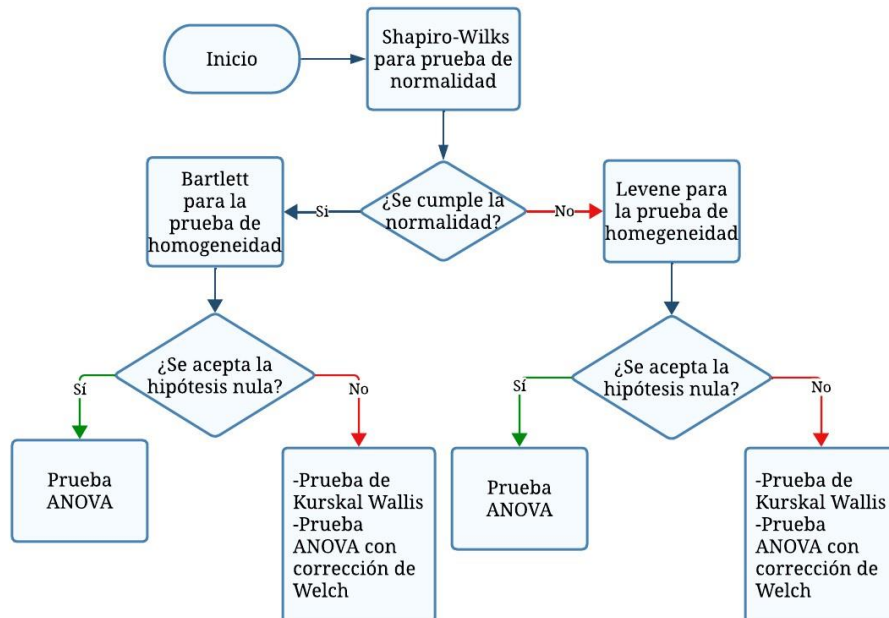 Inicio
Shapiro-Wilks
para prueba de
normalidad
Bartlett
para la
prueba de
homogeneidad
Si
¿Se cumple la
normalidad?
No
Levene para
la prueba de
homegeneidad
Sí
¿Se acepta la
hipótesis nula?
No
Sí
¿Se acepta la
hipótesis nula?
No
Prueba
ANOVA
-Prueba de
Kurskal Wallis
-Prueba
ANOVA con
corrección de
Welch
Prueba
ANOVA
-Prueba de
Kurskal Wallis
-Prueba
ANOVA con
corrección de
Welch